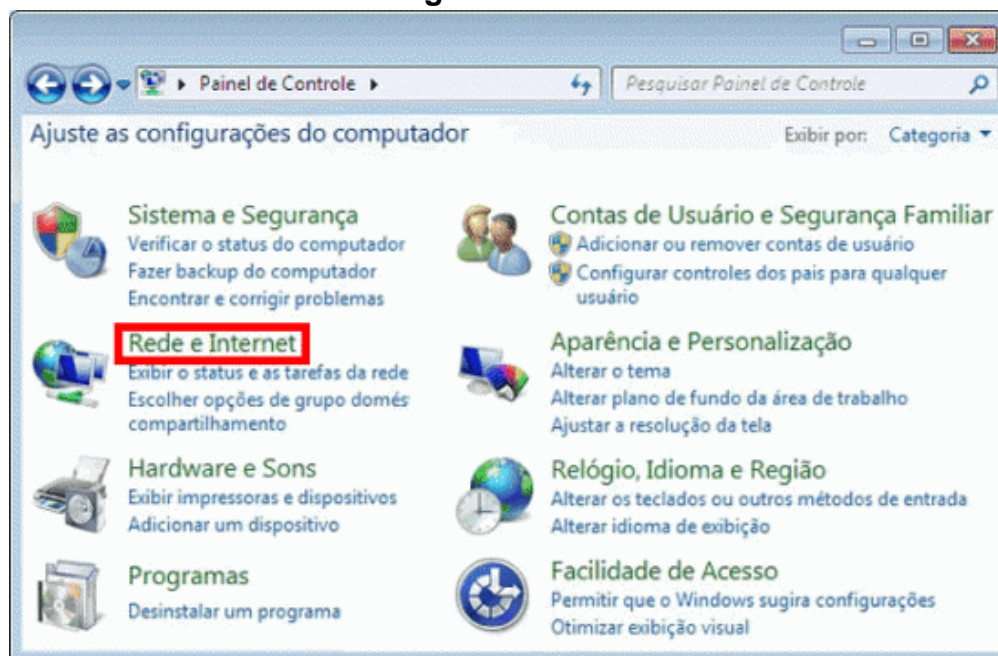 Painel de Controle
Pesquisar Painel de Controle
Ajuste as configurações do computador
Exibir por: Categoria
Sistema e Segurança
Verificar o status do computador
Fazer backup do computador
Encontrar e corrigir problemas
Rede e Internet
Exibir o status e as tarefas da rede
Escolher opções de grupo domés
compartilhamento
Hardware e Sons
Exibir impressoras e dispositivos
Adicionar um dispositivo
Programas
Desinstalar um programa
Contas de Usuário e Segurança Familiar
Adicionar ou remover contas de usuário
Configurar controles dos pais para qualquer
usuário
Aparência e Personalização
Alterar o tema
Alterar plano de fundo da área de trabalho
Ajustar a resolução da tela
Relógio, Idioma e Região
Alterar os teclados ou outros métodos de entrada
Alterar idioma de exibição
Facilidade de Acesso
Permitir que o Windows sugira configurações
Otimizar exibição visual